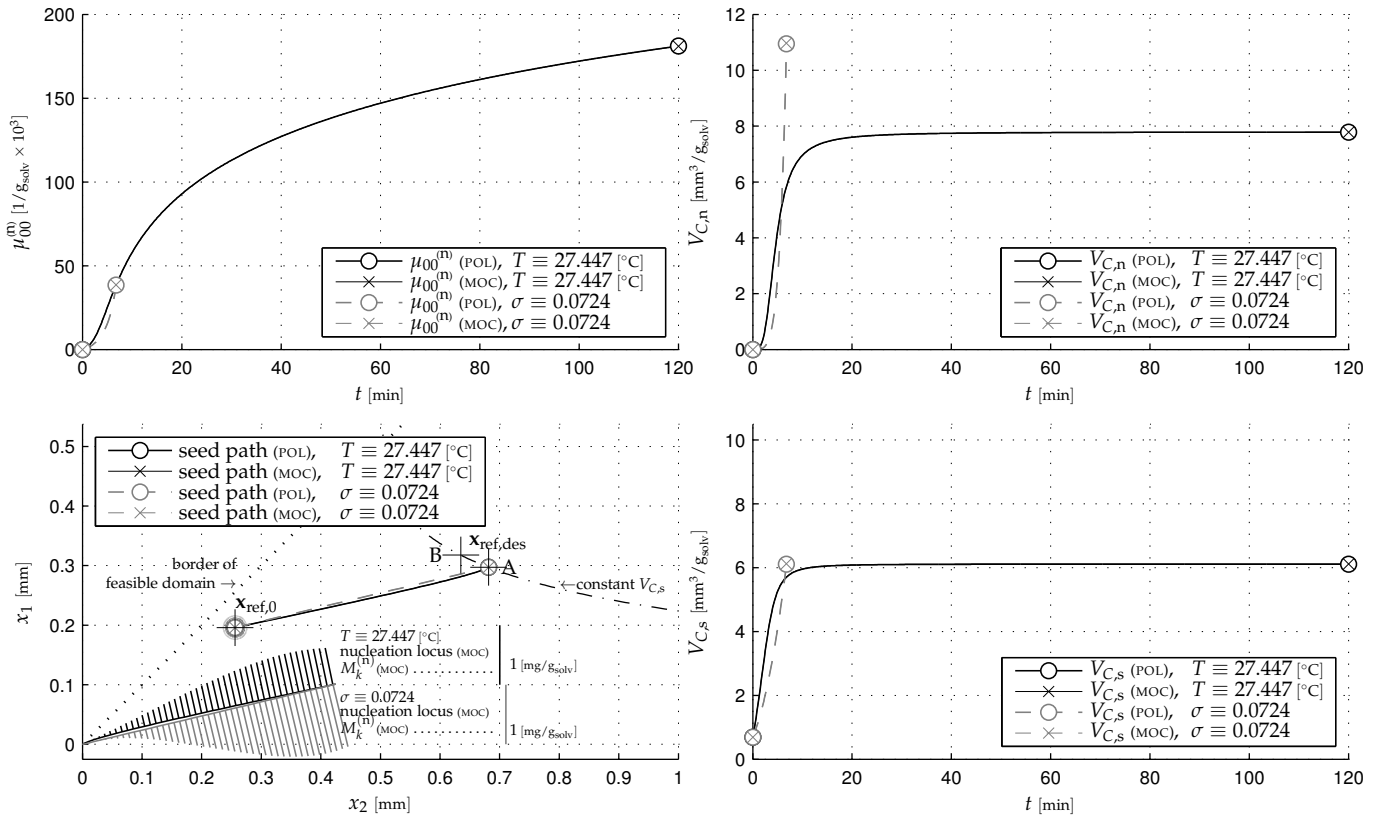 200
150
100
50
0
μ00(n) [1/gsolv × 10³]
0 20 40 60 80 100 120
t [min]
μ00(n) (POL), T ≡ 27.447 [°C]
μ00(n) (MOC), T ≡ 27.447 [°C]
μ00(n) (POL), σ ≡ 0.0724
μ00(n) (MOC), σ ≡ 0.0724
12
10
8
6
4
2
0
VC,n [mm³/gsolv]
0 20 40 60 80 100 120
t [min]
VC,n (POL), T ≡ 27.447 [°C]
VC,n (MOC), T ≡ 27.447 [°C]
VC,n (POL), σ ≡ 0.0724
VC,n (MOC), σ ≡ 0.0724
0.5
0.4
0.3
0.2
0.1
0
x1 [mm]
0 0.1 0.2 0.3 0.4 0.5 0.6 0.7 0.8 0.9 1
x2 [mm]
seed path (POL), T ≡ 27.447 [°C]
seed path (MOC), T ≡ 27.447 [°C]
seed path (POL), σ ≡ 0.0724
seed path (MOC), σ ≡ 0.0724
border of
feasible domain →
xref,des
B
A
←constant VC,s
xref,0
T ≡ 27.447 [°C]
nucleation locus (MOC)
Mk(n) (MOC)
1 [mg/gsolv]
σ ≡ 0.0724
nucleation locus (MOC)
Mk(n) (MOC)
1 [mg/gsolv]
10
8
6
4
2
0
VC,s [mm³/gsolv]
0 20 40 60 80 100 120
t [min]
VC,s (POL), T ≡ 27.447 [°C]
VC,s (MOC), T ≡ 27.447 [°C]
VC,s (POL), σ ≡ 0.0724
VC,s (MOC), σ ≡ 0.0724